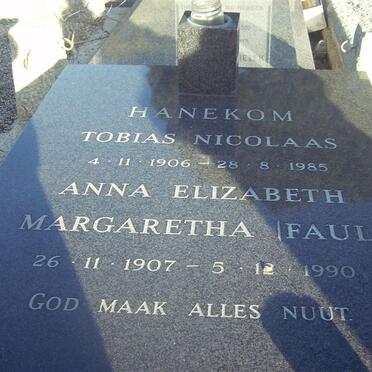 HANEKOM
TOBIAS NICOLAAS
4 · 11 · 1906 – 28 · 8 · 1985
ANNA ELIZABETH
MARGARETHA (FAUL
26 · 11 · 1907 – 5 · 12 · 1990
GOD MAAK ALLES NUUT.